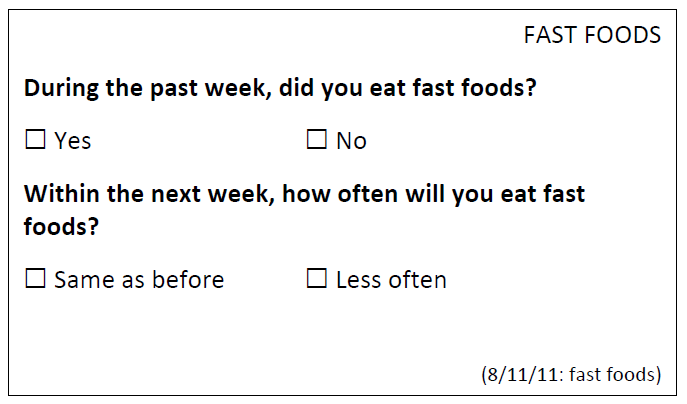 FAST FOODS
During the past week, did you eat fast foods?
☐ Yes ☐ No
Within the next week, how often will you eat fast
foods?
☐ Same as before ☐ Less often
(8/11/11: fast foods)